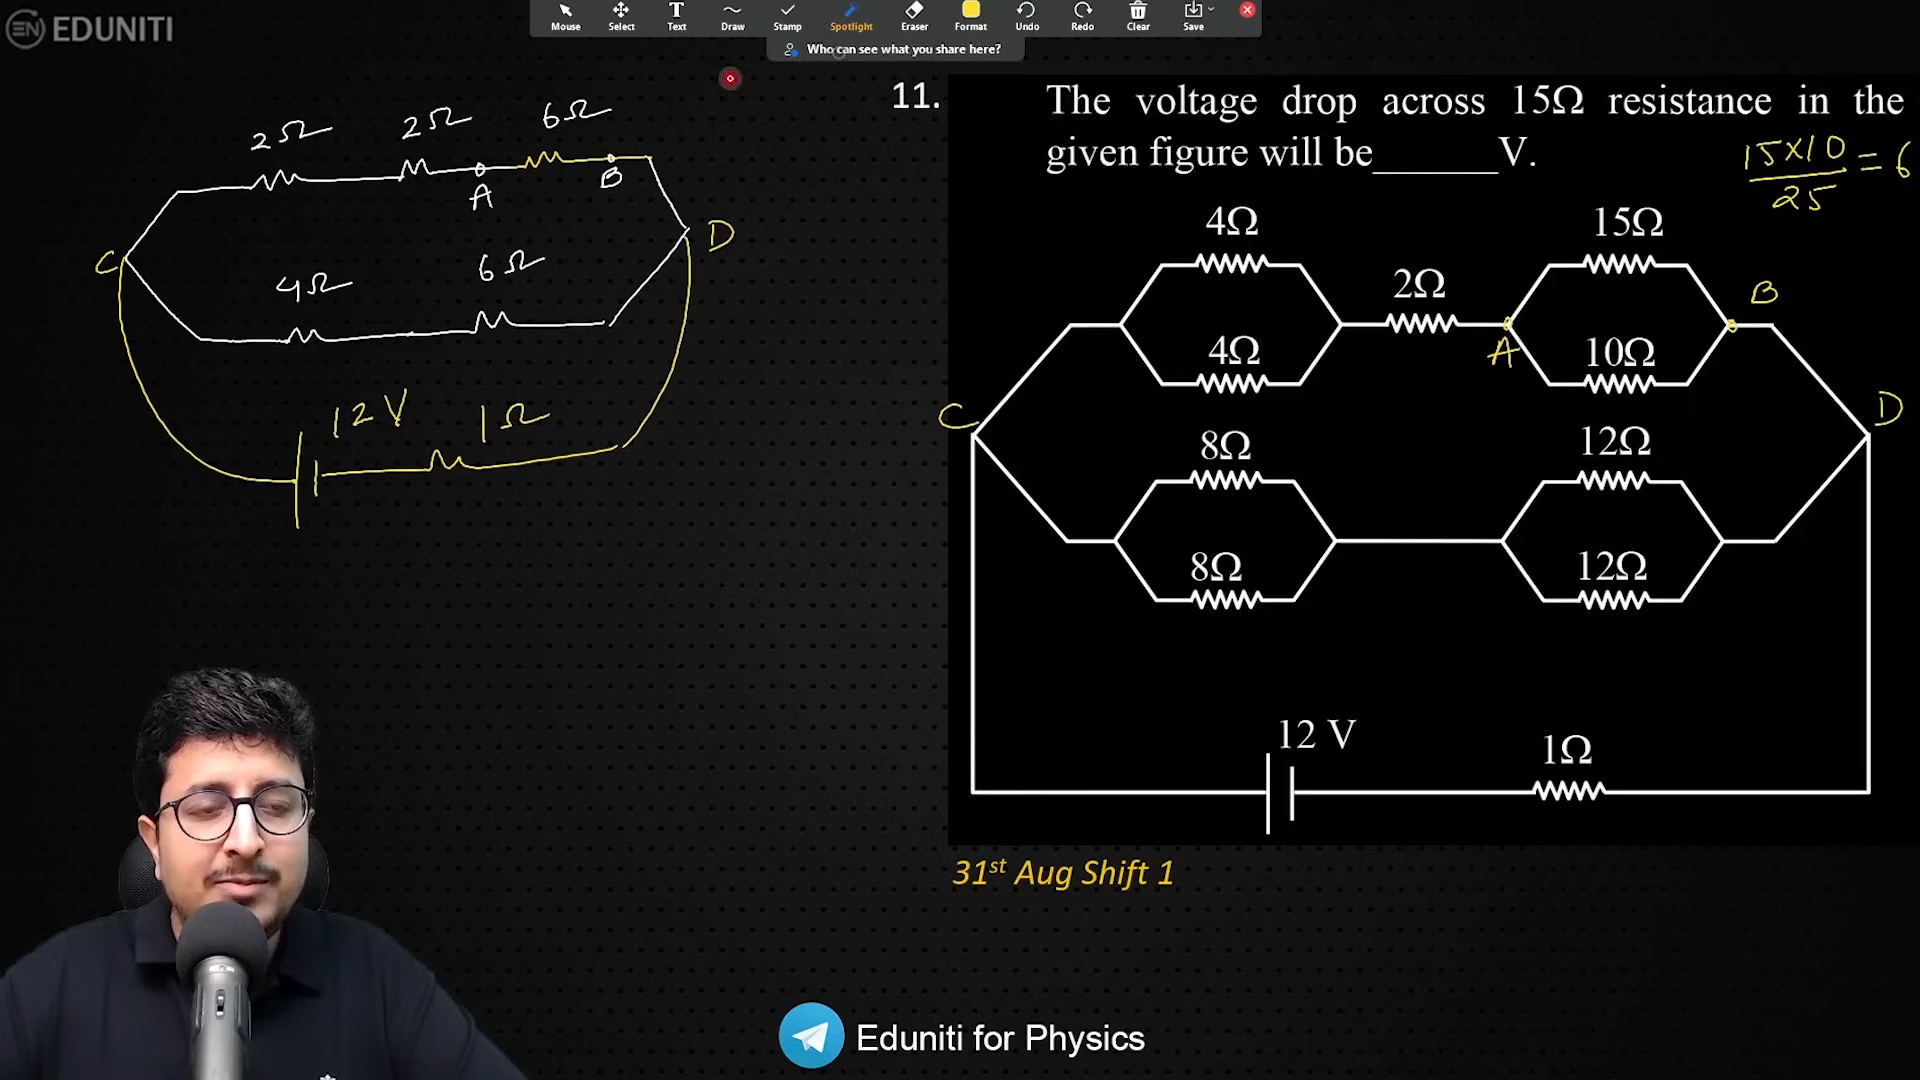 EN EDUNITI
Mouse Select Text Draw Stamp Spotlight Eraser Format Undo Redo Clear Save
Who can see what you share here?
11. The voltage drop across 15Ω resistance in the
given figure will be______V.
15×10
25
= 6
2Ω 2Ω 6Ω
A B
C D
4Ω 6Ω
12 V 1Ω
4Ω 15Ω
2Ω B
4Ω A 10Ω
C D
8Ω 12Ω
8Ω 12Ω
12 V 1Ω
31st Aug Shift 1
Eduniti for Physics